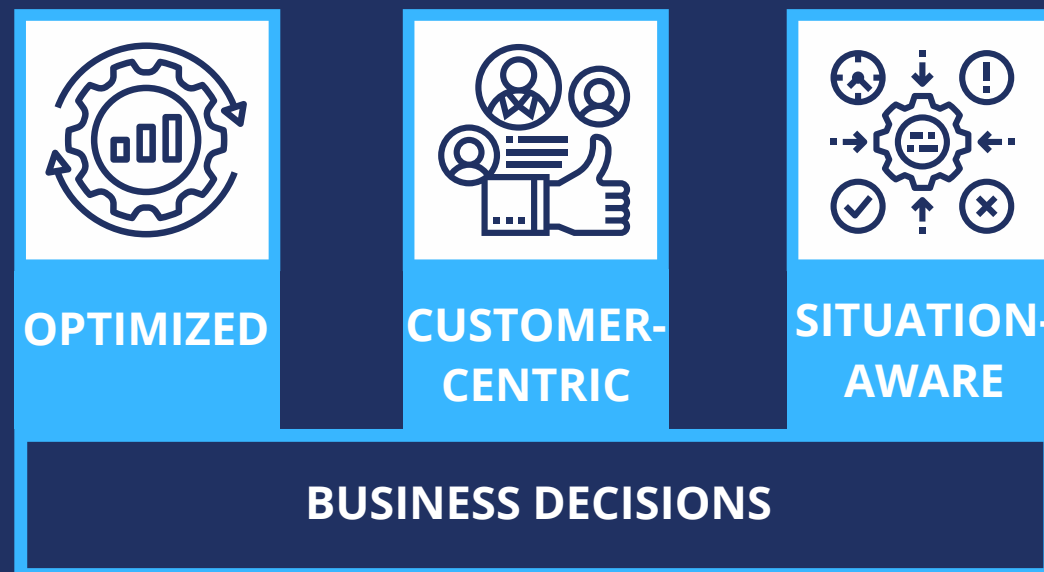 OPTIMIZED
CUSTOMER-
CENTRIC
SITUATION-
AWARE
BUSINESS DECISIONS